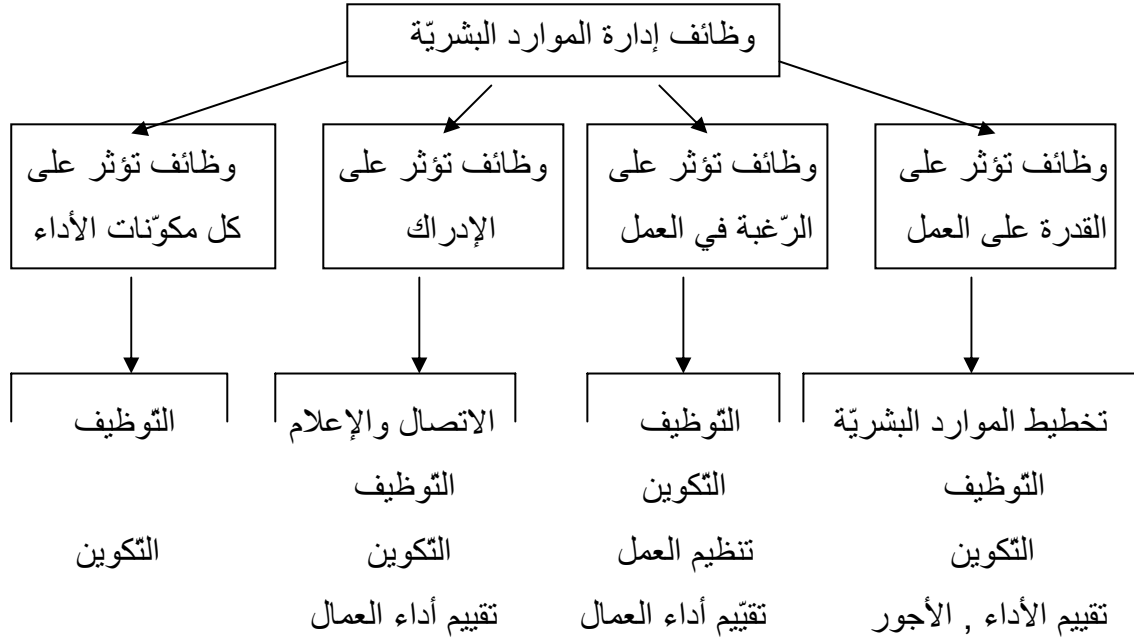 وظائف إدارة الموارد البشريّة
وظائف تؤثر على
القدرة على العمل
وظائف تؤثر على
الرّغبة في العمل
وظائف تؤثر على
الإدراك
وظائف تؤثر على
كل مكوّنات الأداء
تخطيط الموارد البشريّة
التّوظيف
التّكوين
تقييم الأداء , الأجور
التّوظيف
التّكوين
تنظيم العمل
تقيّيم أداء العمال
الاتصال والإعلام
التّوظيف
التّكوين
تقييم أداء العمال
التّوظيف
التّكوين